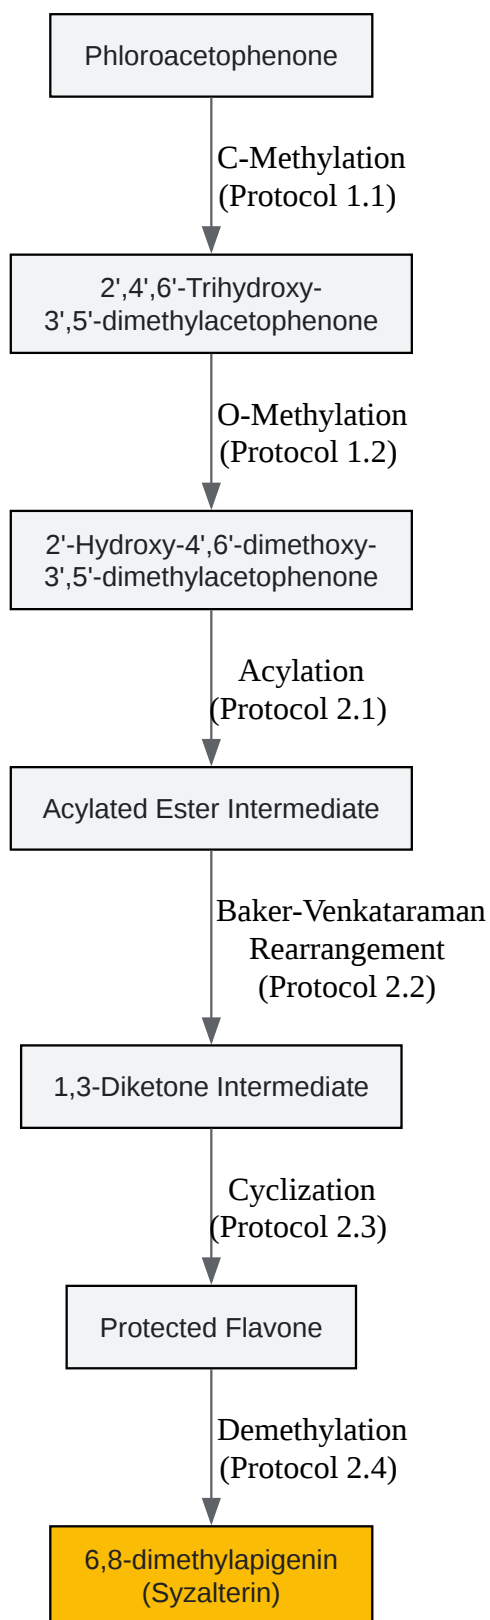 Phloroacetophenone
C-Methylation
(Protocol 1.1)
2',4',6'-Trihydroxy-
3',5'-dimethylacetophenone
O-Methylation
(Protocol 1.2)
2'-Hydroxy-4',6'-dimethoxy-
3',5'-dimethylacetophenone
Acylation
(Protocol 2.1)
Acylated Ester Intermediate
Baker-Venkataraman
Rearrangement
(Protocol 2.2)
1,3-Diketone Intermediate
Cyclization
(Protocol 2.3)
Protected Flavone
Demethylation
(Protocol 2.4)
6,8-dimethylapigenin
(Syzalterin)